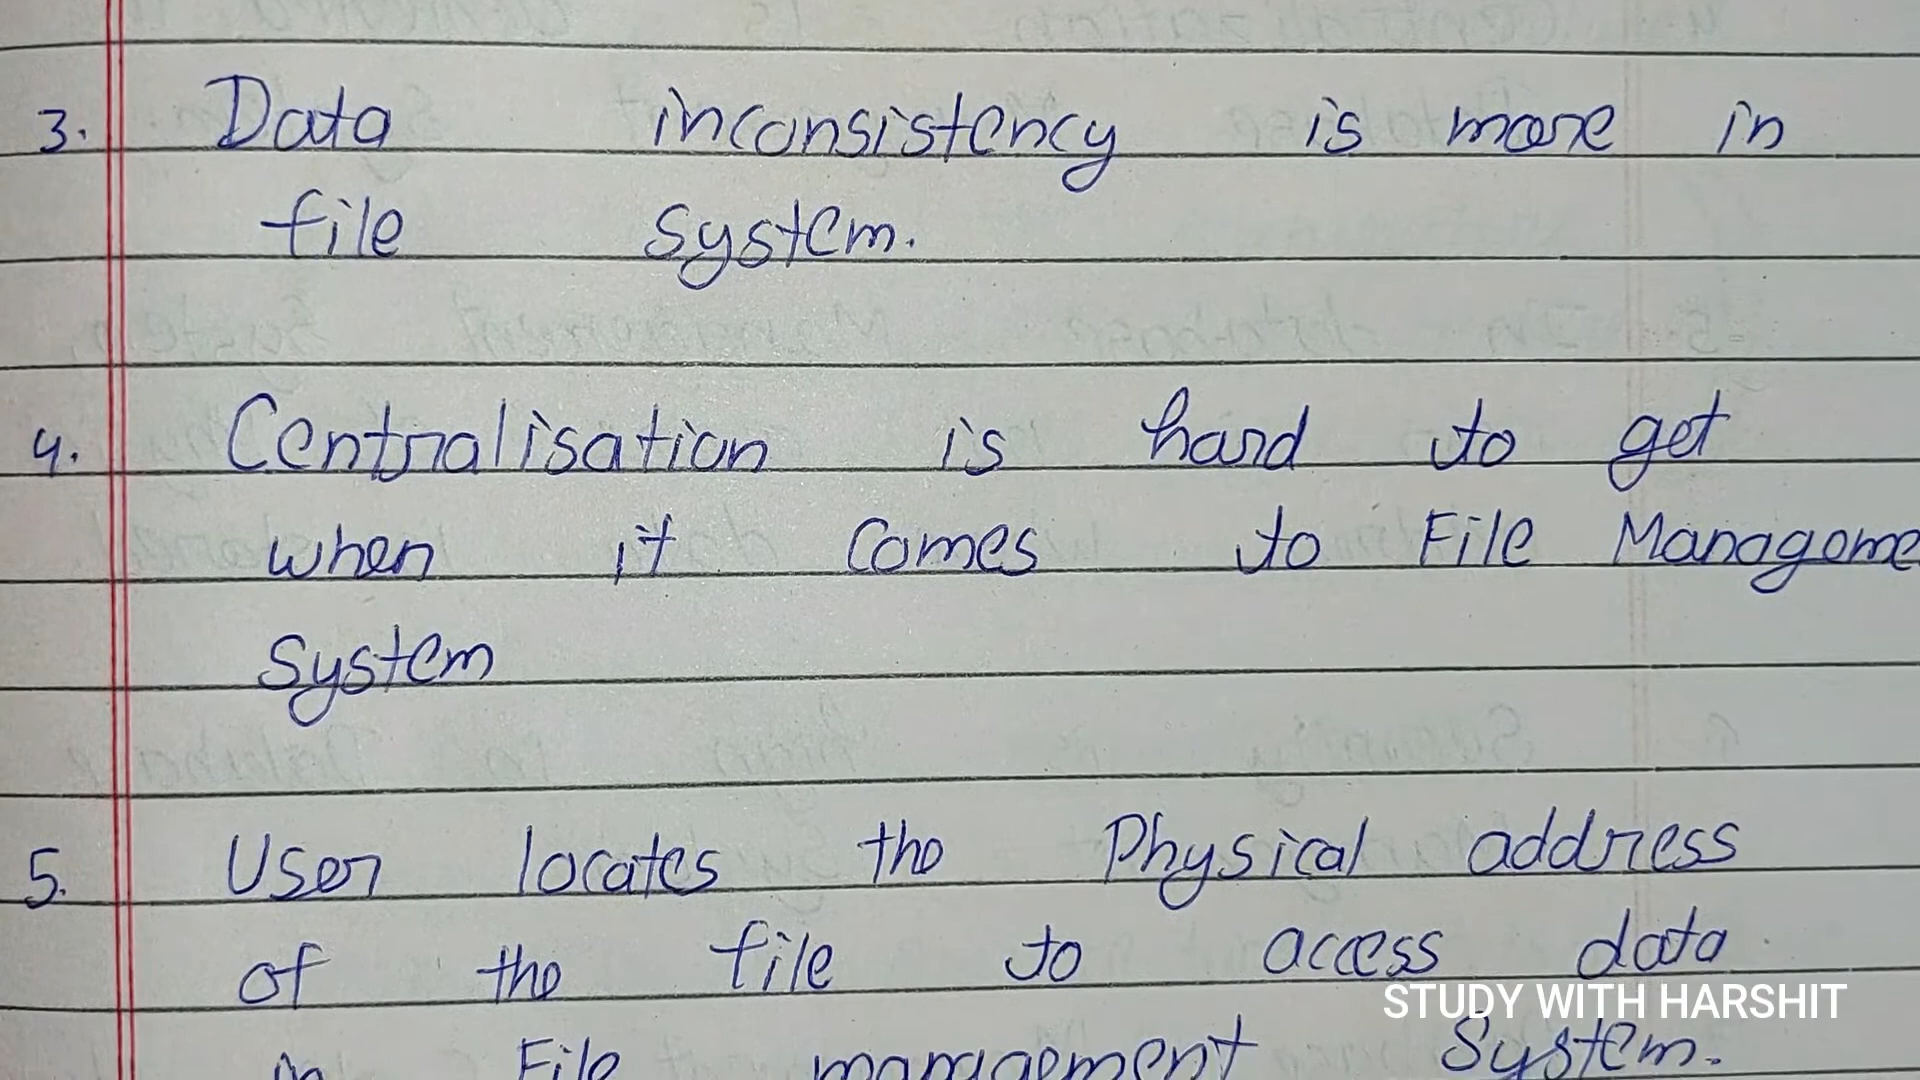 3. Data inconsistency is more in
file system.
4. Centralisation is hard to get
when it comes to File Manageme
System
5. User locates the Physical address
of the file to access data
in File management System.
STUDY WITH HARSHIT